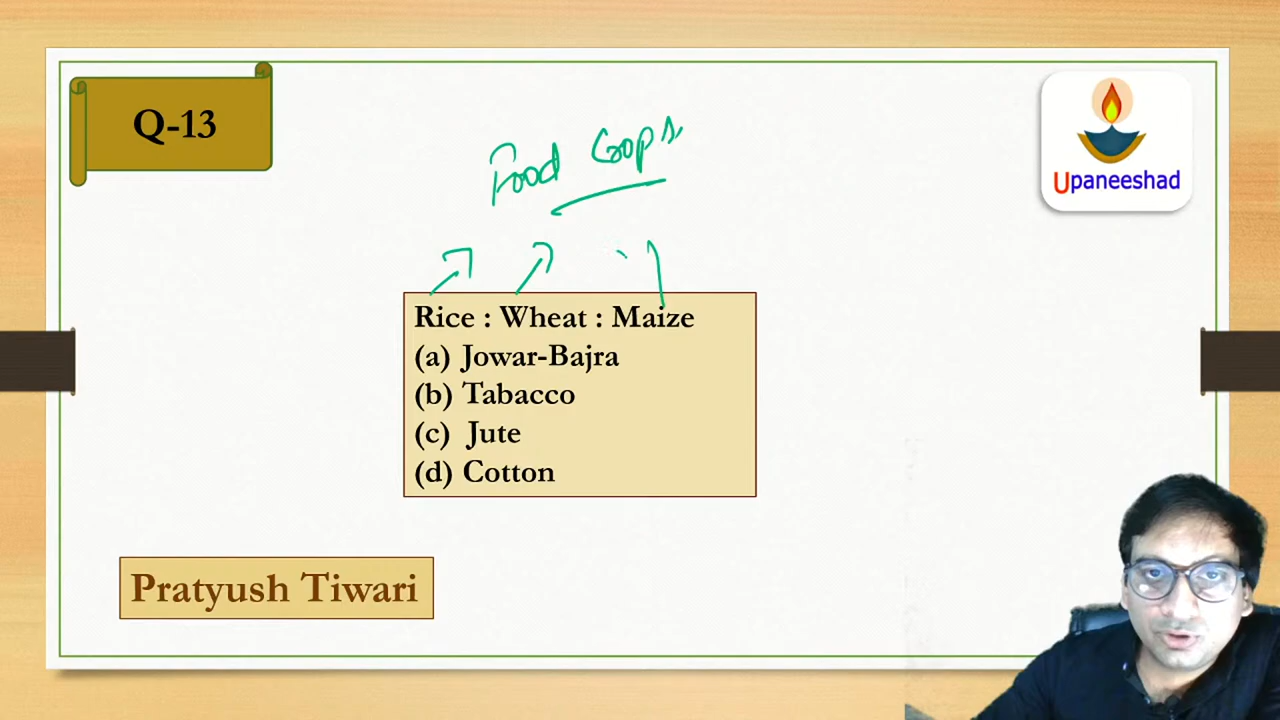 Q-13
Food Crops
Upaneeshad
Rice : Wheat : Maize
(a) Jowar-Bajra
(b) Tabacco
(c) Jute
(d) Cotton
Pratyush Tiwari